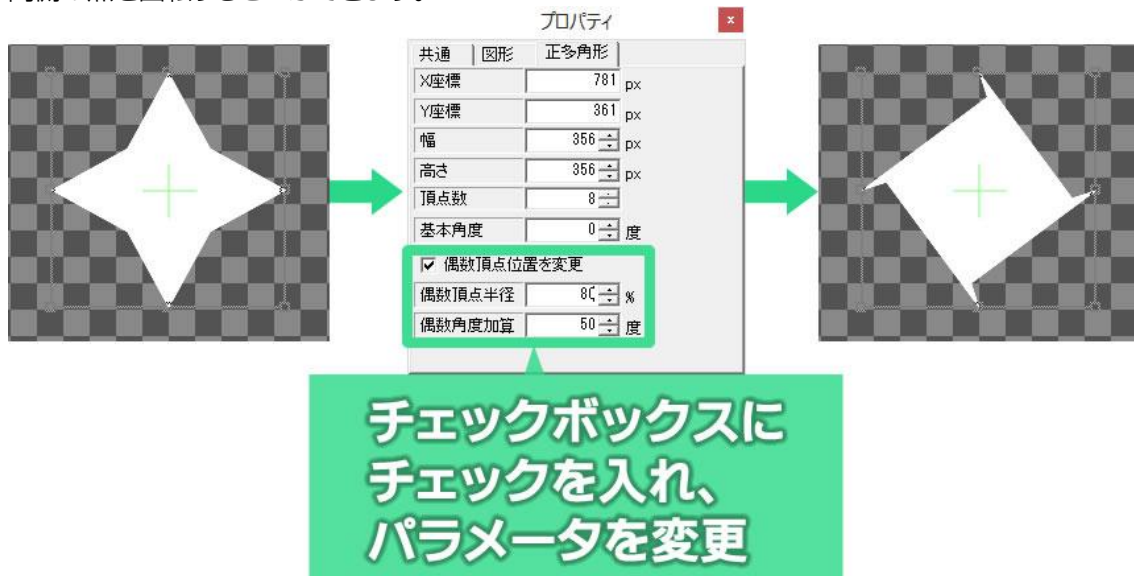 プロパティ
x
共通
図形
正多角形
X座標 781 px
Y座標 361 px
幅 356 px
高さ 356 px
頂点数 8
基本角度 0 度
偶数頂点位置を変更
偶数頂点半径 80 %
偶数角度加算 50 度
チェックボックスに
チェックを入れ、
パラメータを変更